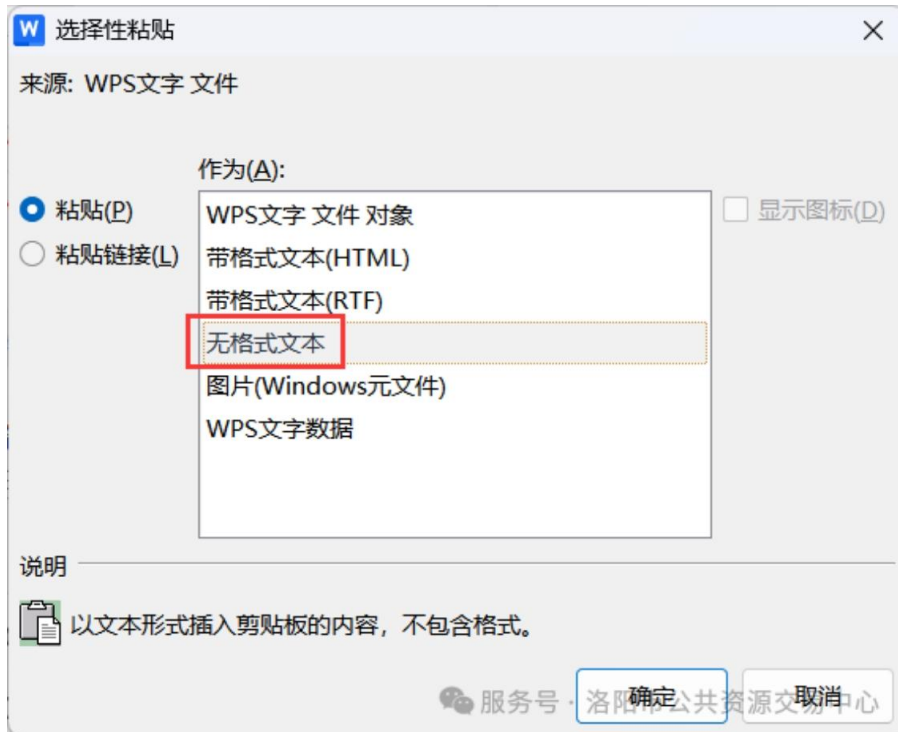 选择性粘贴
来源: WPS文字 文件
作为(A):
粘贴(P)
粘贴链接(L)
WPS文字 文件 对象
带格式文本(HTML)
带格式文本(RTF)
无格式文本
图片(Windows元文件)
WPS文字数据
显示图标(D)
说明
以文本形式插入剪贴板的内容，不包含格式。
确定
取消
服务号 · 洛阳市公共资源交易中心